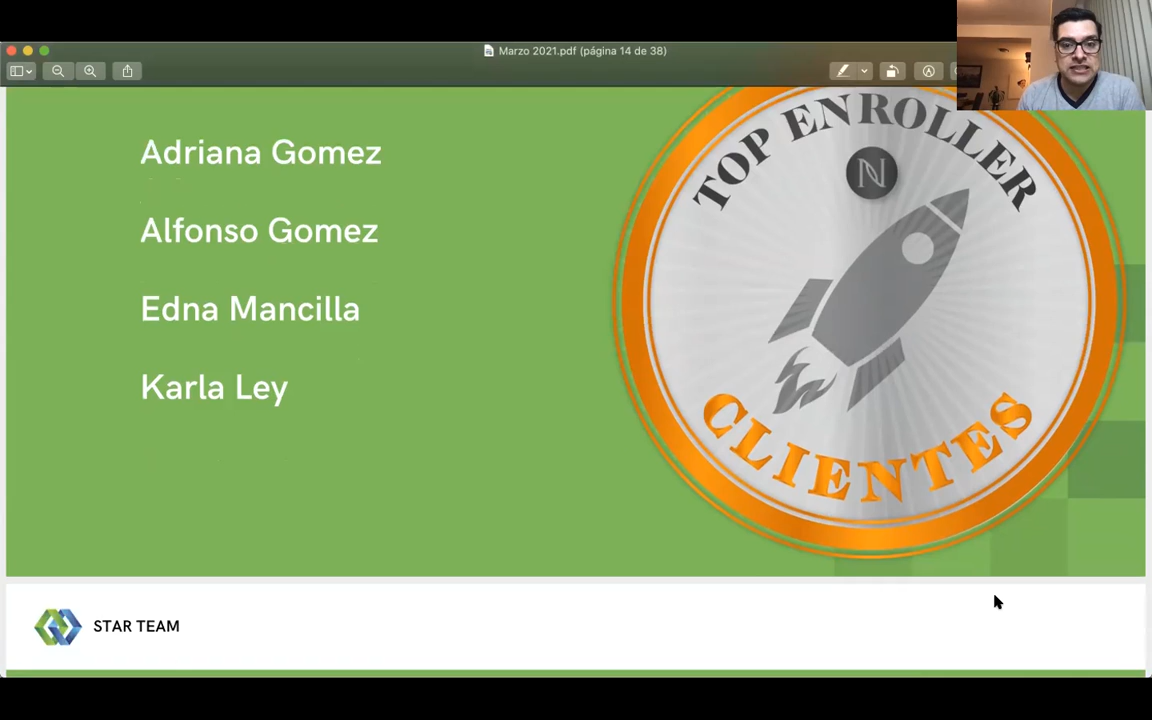 Marzo 2021.pdf (página 14 de 38)
Adriana Gomez
Alfonso Gomez
Edna Mancilla
Karla Ley
TOP ENROLLER
N
CLIENTES
STAR TEAM